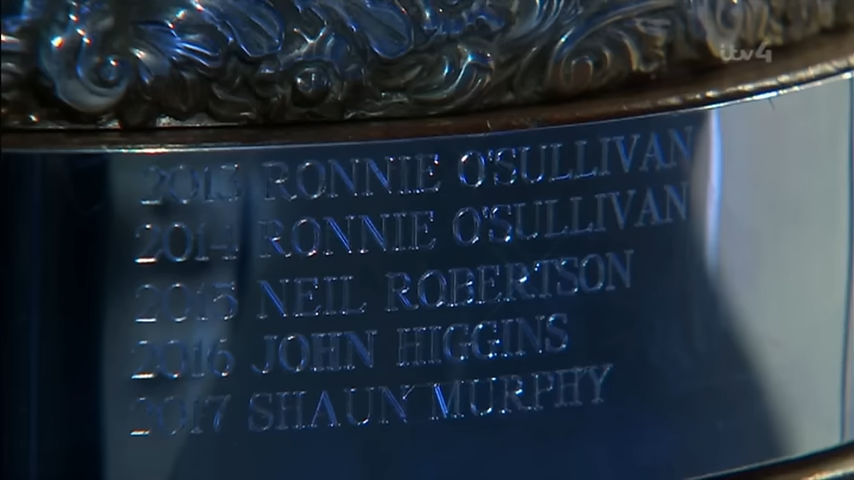 itv4
2013 RONNIE O'SULLIVAN
2014 RONNIE O'SULLIVAN
2015 NEIL ROBERTSON
2016 JOHN HIGGINS
2017 SHAUN MURPHY